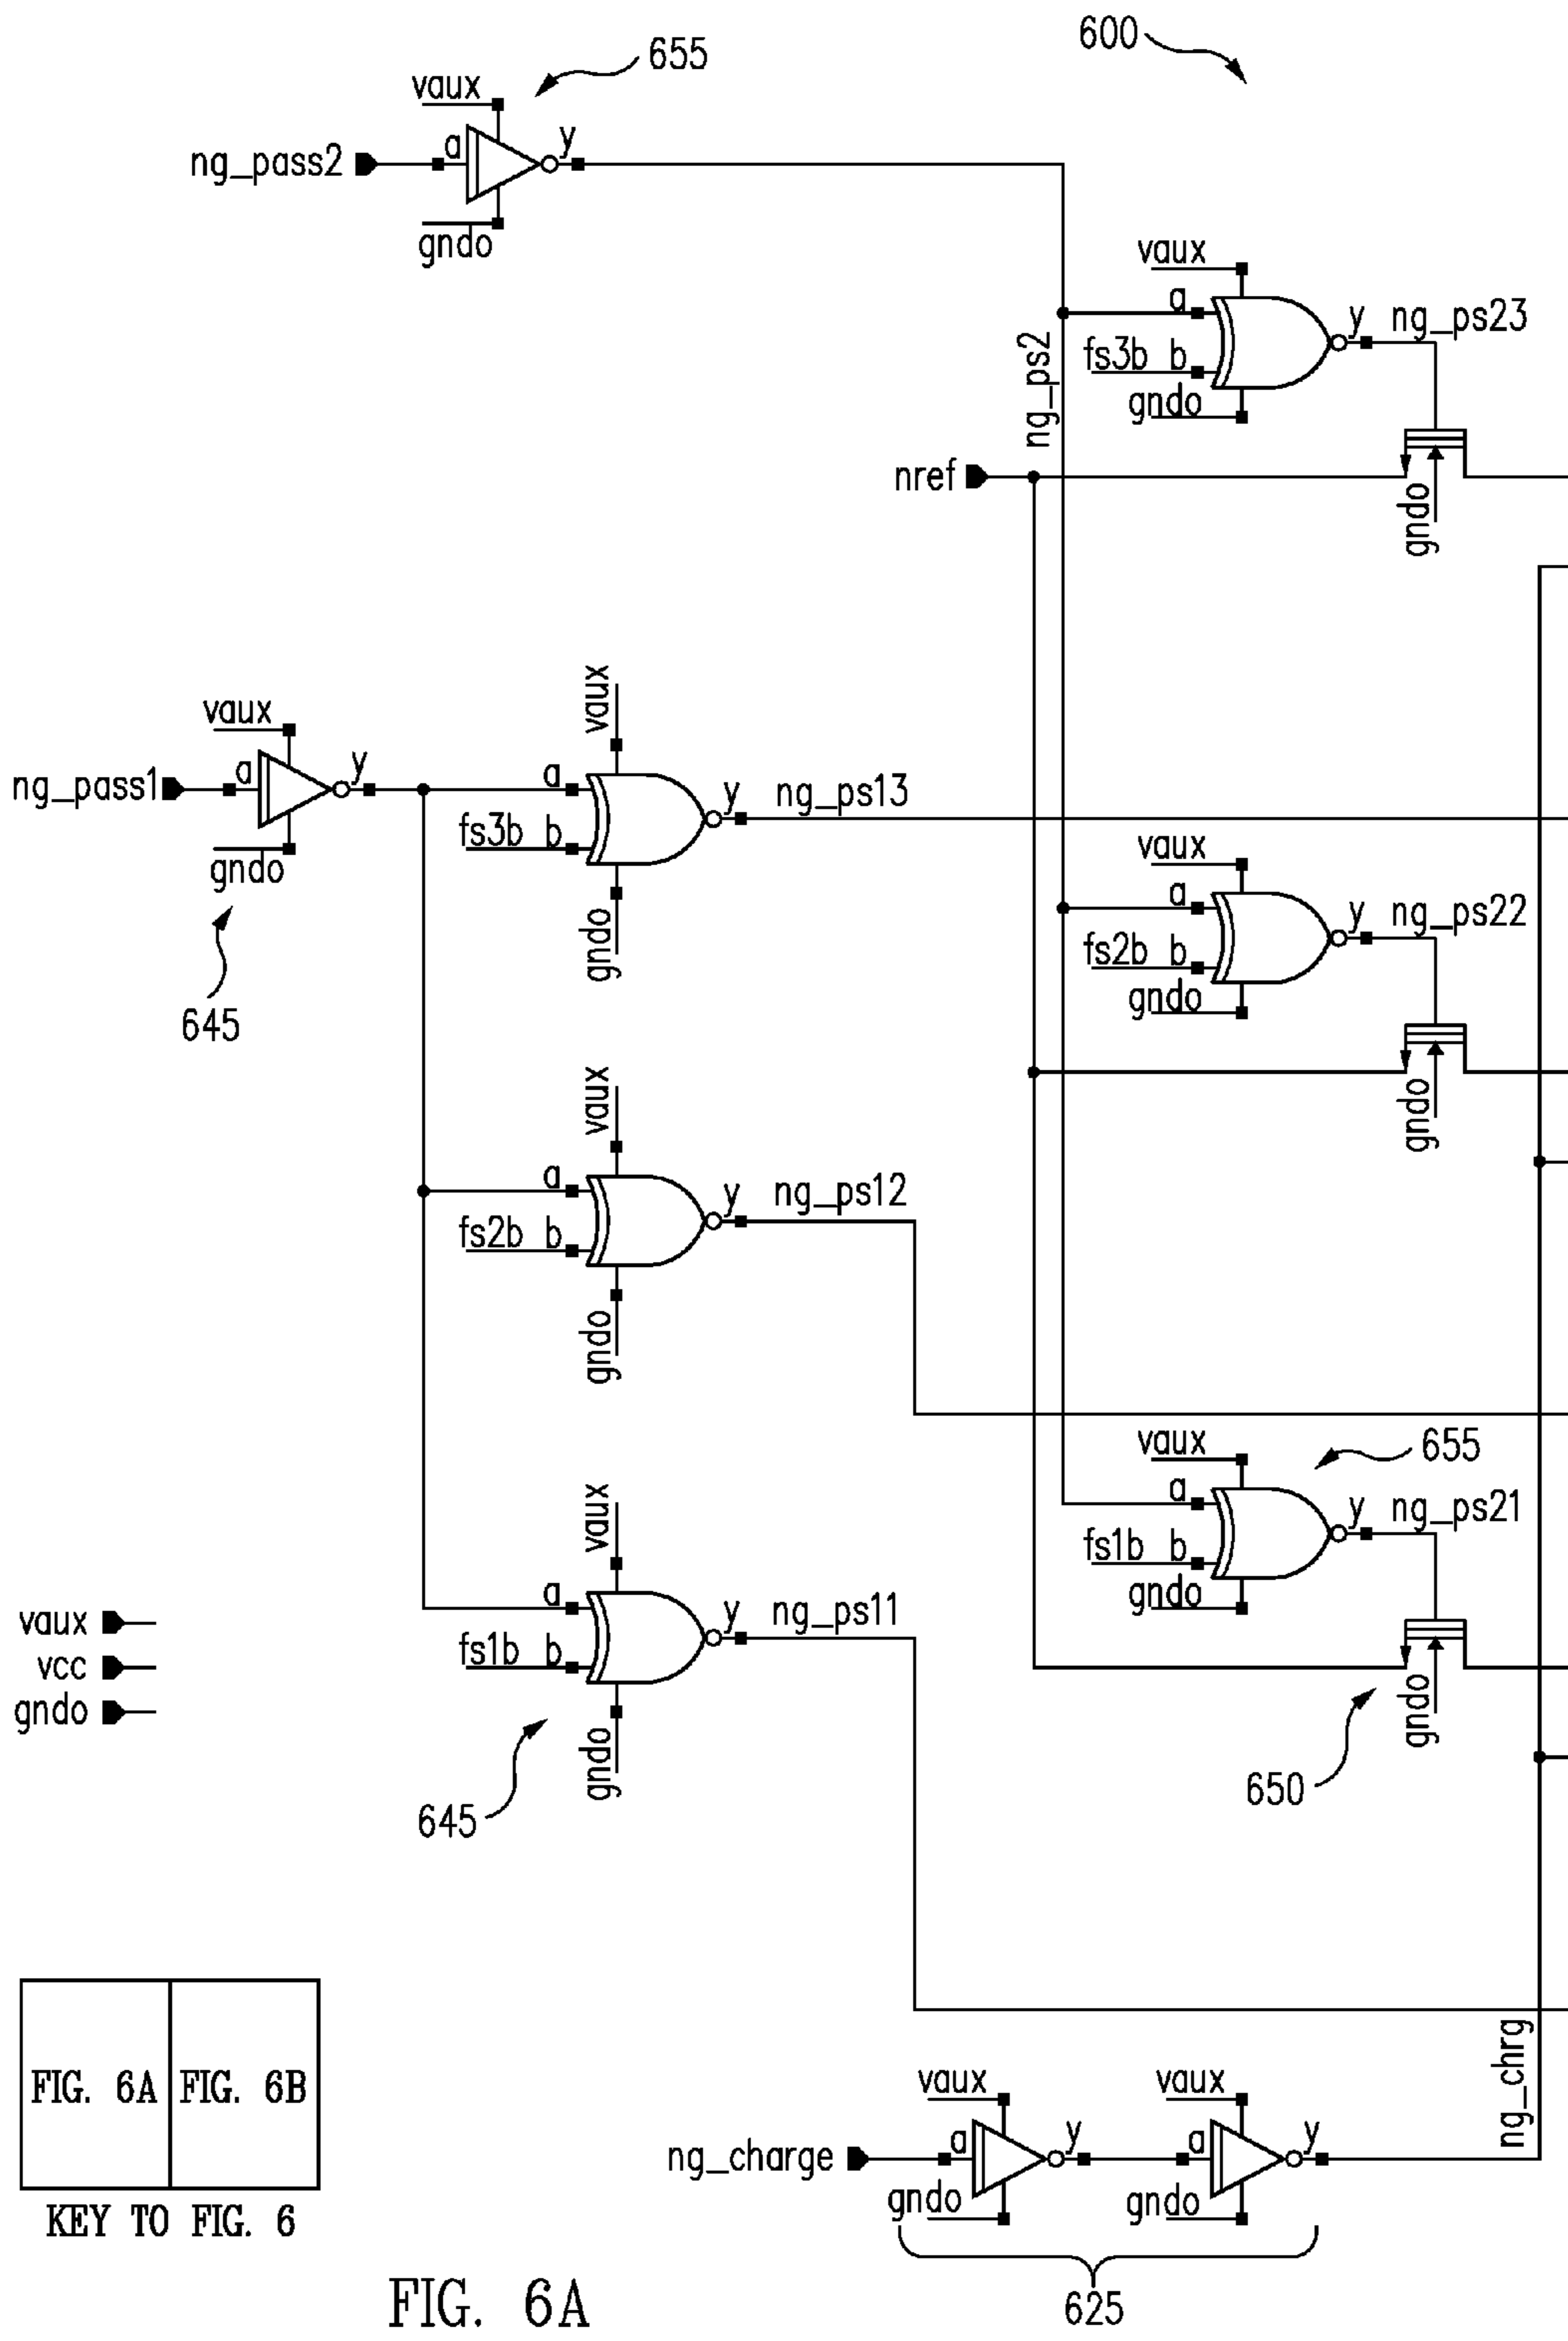 600
655
vaux
ng_pass2
a
y
gndo
vaux
a
y
ng_ps23
fs3b
b
gndo
ng_ps2
nref
gndo
vaux
ng_pass1
a
y
gndo
645
vaux
a
y
ng_ps13
fs3b
b
gndo
vaux
a
y
ng_ps22
fs2b
b
gndo
gndo
vaux
a
y
ng_ps12
fs2b
b
gndo
vaux
655
a
y
ng_ps21
fs1b
b
gndo
gndo
650
vaux
a
y
ng_ps11
fs1b
b
gndo
645
vaux
vcc
gndo
FIG. 6A
FIG. 6B
KEY TO FIG. 6
ng_chrg
vaux
vaux
ng_charge
a
y
a
y
gndo
gndo
625
FIG. 6A